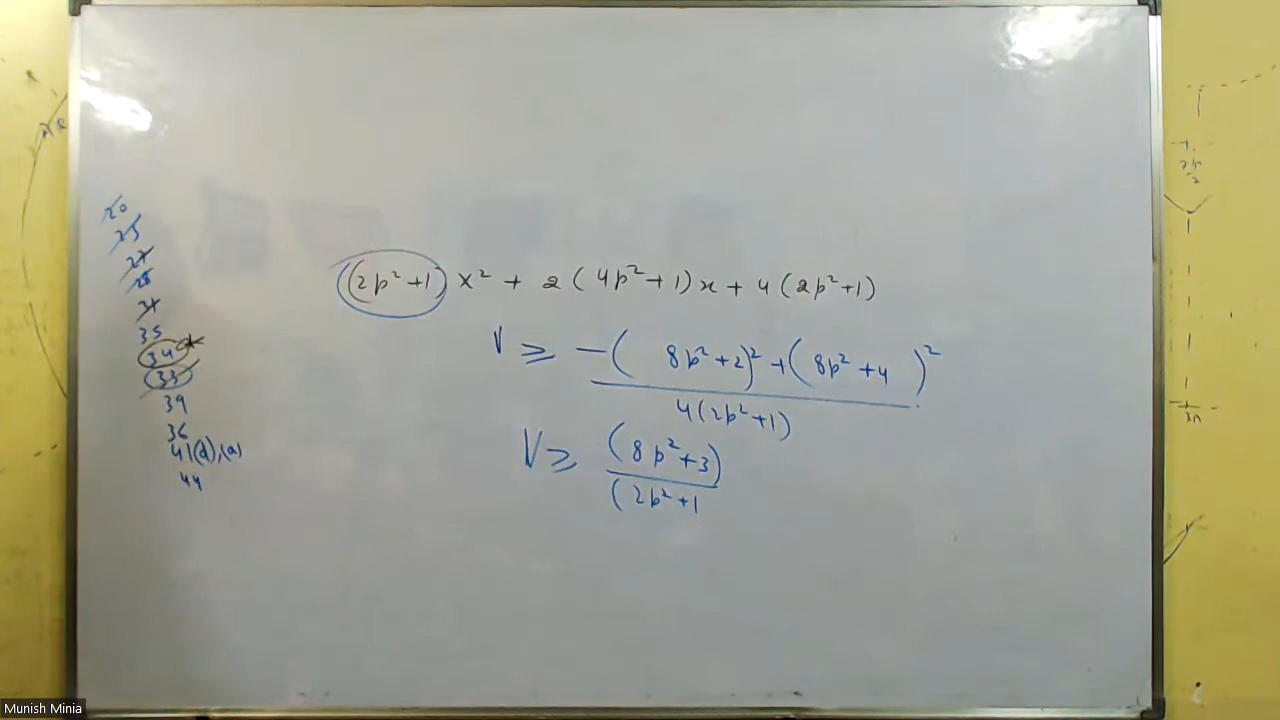 20
25
27
28
31
35
34 *
33
39
36
41(d),(a)
44
(2p²+1) x² + 2(4p²+1)x + 4(2p²+1)
V ≥ -(8p²+2)² + (8p²+4)²
4(2p²+1)
V ≥ (8p²+3)
(2p²+1
Munish Minia